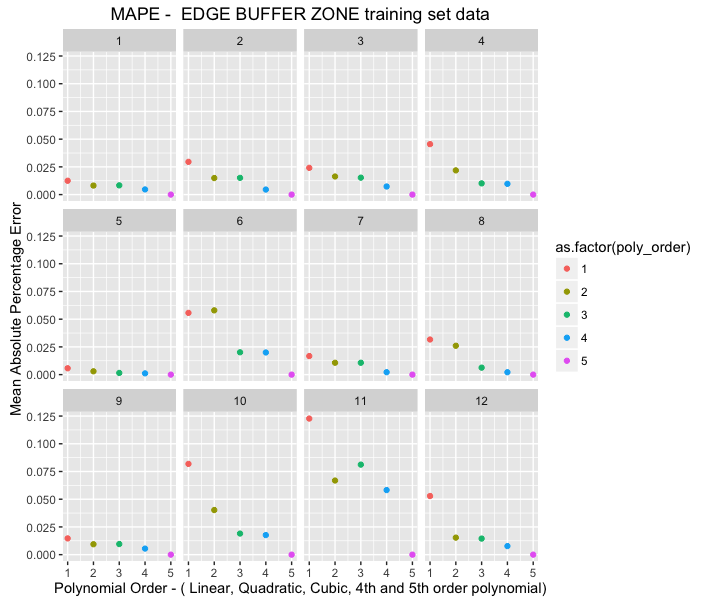 MAPE -  EDGE BUFFER ZONE training set data
1 2 3 4
0.125
0.100
0.075
0.050
0.025
0.000
5 6 7 8
0.125
0.100
0.075
0.050
0.025
0.000
9 10 11 12
0.125
0.100
0.075
0.050
0.025
0.000
1 2 3 4 5 1 2 3 4 5 1 2 3 4 5 1 2 3 4 5
Polynomial Order - ( Linear, Quadratic, Cubic, 4th and 5th order polynomial)
Mean Absolute Percentage Error
as.factor(poly_order)
1
2
3
4
5